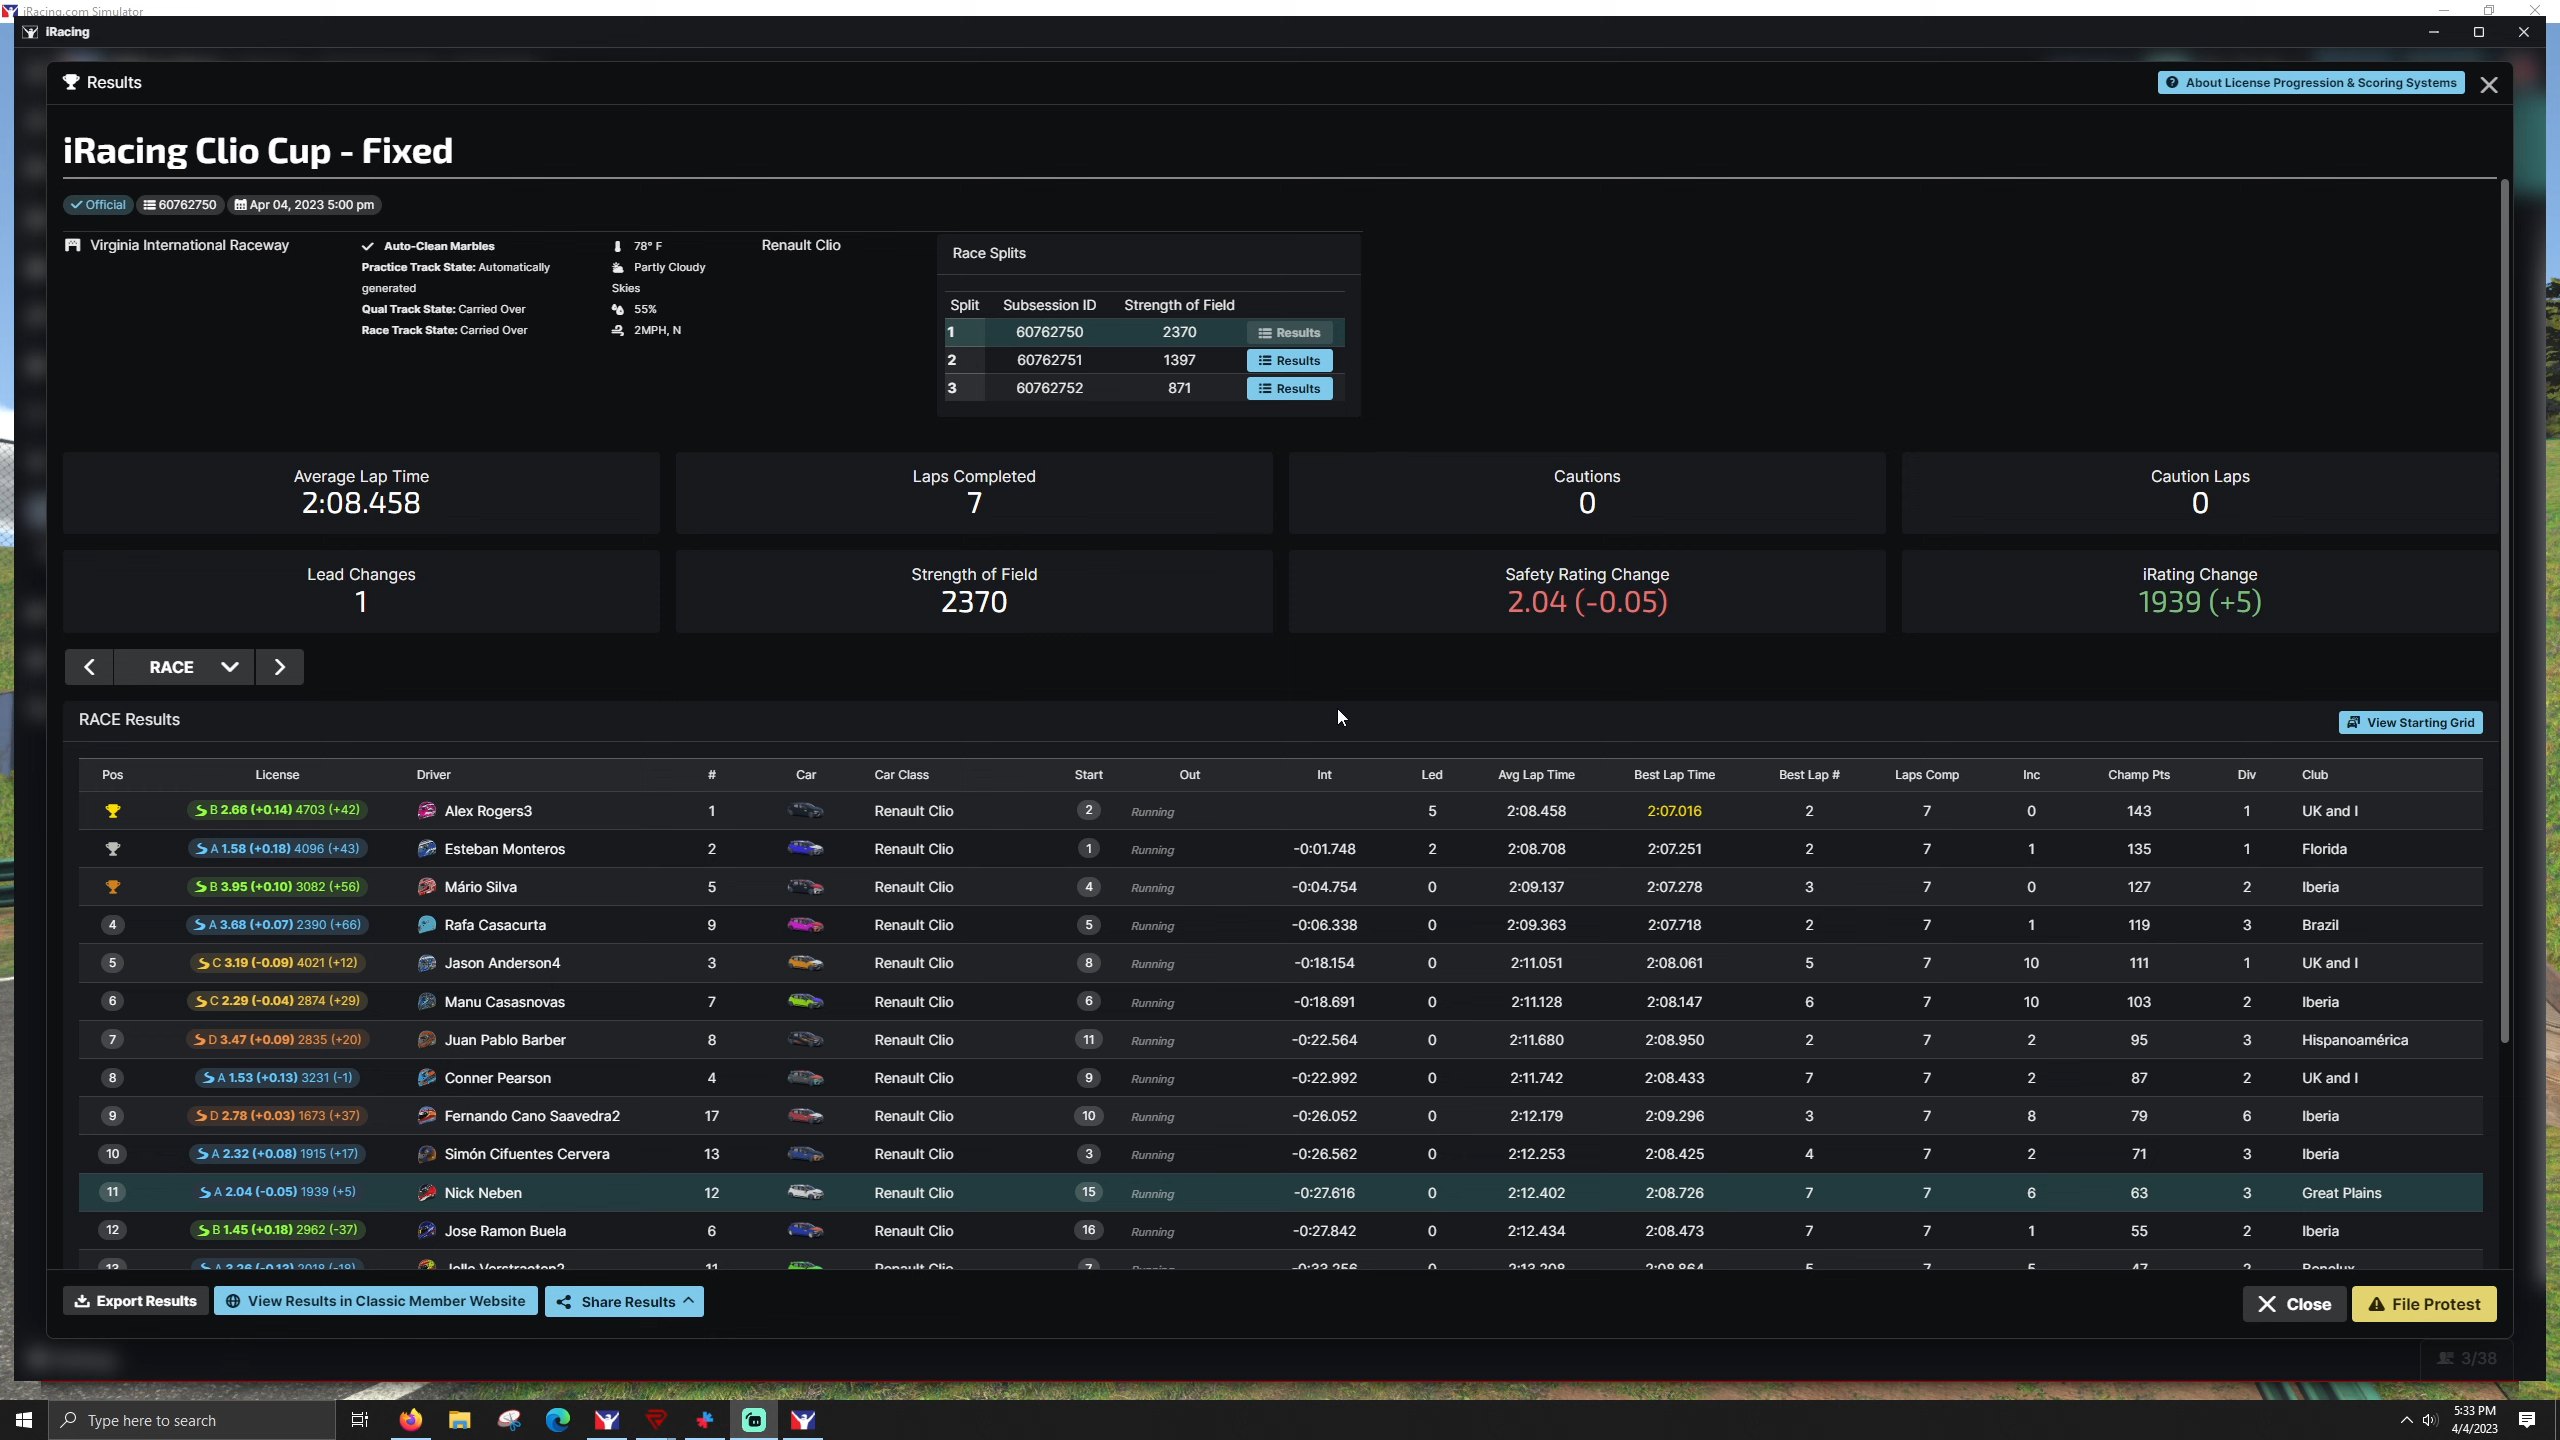 iRacing.com Simulator
iRacing
Results
About License Progression & Scoring Systems
iRacing Clio Cup - Fixed
Official 60762750 Apr 04, 2023 5:00 pm
Virginia International Raceway
Auto-Clean Marbles
Practice Track State: Automatically
generated
Qual Track State: Carried Over
Race Track State: Carried Over
78° F
Partly Cloudy
Skies
55%
2MPH, N
Renault Clio
Race Splits
Split Subsession ID Strength of Field
1 60762750 2370 Results
2 60762751 1397 Results
3 60762752 871 Results
Average Lap Time
2:08.458
Laps Completed
7
Cautions
0
Caution Laps
0
Lead Changes
1
Strength of Field
2370
Safety Rating Change
2.04 (-0.05)
iRating Change
1939 (+5)
RACE
RACE Results
View Starting Grid
Pos License Driver # Car Car Class Start Out Int Led Avg Lap Time Best Lap Time Best Lap # Laps Comp Inc Champ Pts Div Club
B 2.66 (+0.14) 4703 (+42) Alex Rogers3 1 Renault Clio 2 Running 5 2:08.458 2:07.016 2 7 0 143 1 UK and I
A 1.58 (+0.18) 4096 (+43) Esteban Monteros 2 Renault Clio 1 Running -0:01.748 2 2:08.708 2:07.251 2 7 1 135 1 Florida
B 3.95 (+0.10) 3082 (+56) Mário Silva 5 Renault Clio 4 Running -0:04.754 0 2:09.137 2:07.278 3 7 0 127 2 Iberia
4 A 3.68 (+0.07) 2390 (+66) Rafa Casacurta 9 Renault Clio 5 Running -0:06.338 0 2:09.363 2:07.718 2 7 1 119 3 Brazil
5 C 3.19 (-0.09) 4021 (+12) Jason Anderson4 3 Renault Clio 8 Running -0:18.154 0 2:11.051 2:08.061 5 7 10 111 1 UK and I
6 C 2.29 (-0.04) 2874 (+29) Manu Casasnovas 7 Renault Clio 6 Running -0:18.691 0 2:11.128 2:08.147 6 7 10 103 2 Iberia
7 D 3.47 (+0.09) 2835 (+20) Juan Pablo Barber 8 Renault Clio 11 Running -0:22.564 0 2:11.680 2:08.950 2 7 2 95 3 Hispanoamérica
8 A 1.53 (+0.13) 3231 (-1) Conner Pearson 4 Renault Clio 9 Running -0:22.992 0 2:11.742 2:08.433 7 7 2 87 2 UK and I
9 D 2.78 (+0.03) 1673 (+37) Fernando Cano Saavedra2 17 Renault Clio 10 Running -0:26.052 0 2:12.179 2:09.296 3 7 8 79 6 Iberia
10 A 2.32 (+0.08) 1915 (+17) Simón Cifuentes Cervera 13 Renault Clio 3 Running -0:26.562 0 2:12.253 2:08.425 4 7 2 71 3 Iberia
11 A 2.04 (-0.05) 1939 (+5) Nick Neben 12 Renault Clio 15 Running -0:27.616 0 2:12.402 2:08.726 7 7 6 63 3 Great Plains
12 B 1.45 (+0.18) 2962 (-37) Jose Ramon Buela 6 Renault Clio 16 Running -0:27.842 0 2:12.434 2:08.473 7 7 1 55 2 Iberia
Export Results View Results in Classic Member Website Share Results Close File Protest
3/38
Type here to search
5:33 PM
4/4/2023